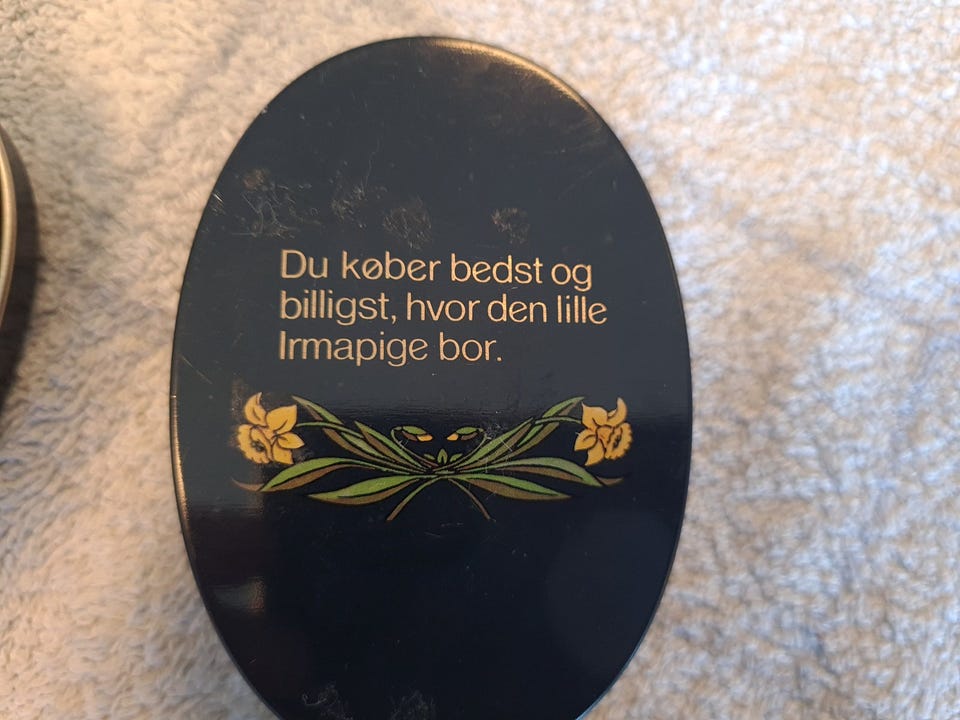 Du køber bedst og
billigst, hvor den lille
Irmapige bor.